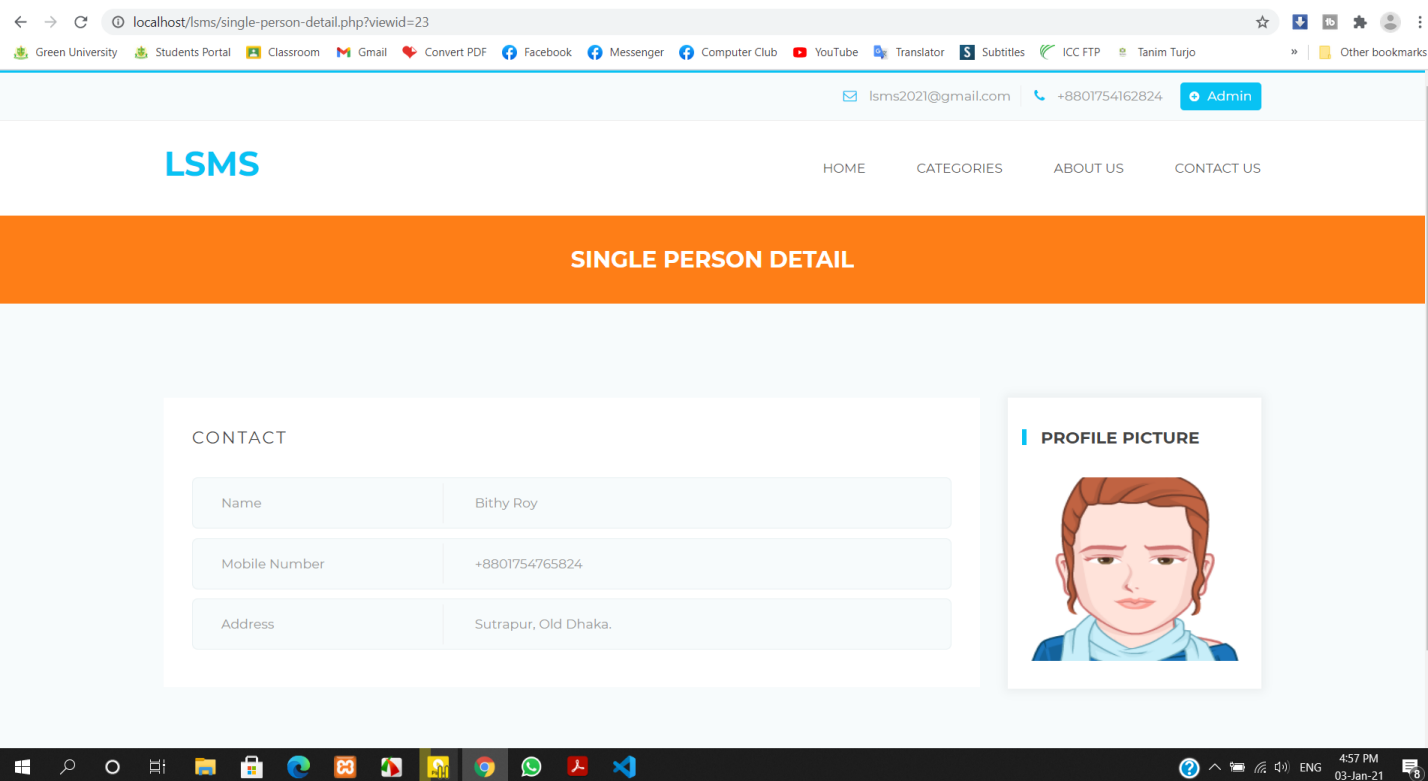 localhost/lsms/single-person-detail.php?viewid=23
Green University Students Portal Classroom Gmail Convert PDF Facebook Messenger Computer Club YouTube Translator S Subtitles ICC FTP Tanim Turjo » Other bookmarks
lsms2021@gmail.com +8801754162824 Admin
LSMS HOME CATEGORIES ABOUT US CONTACT US
SINGLE PERSON DETAIL
CONTACT
Name Bithy Roy
Mobile Number +8801754765824
Address Sutrapur, Old Dhaka.
PROFILE PICTURE
ENG 4:57 PM
03-Jan-21 8